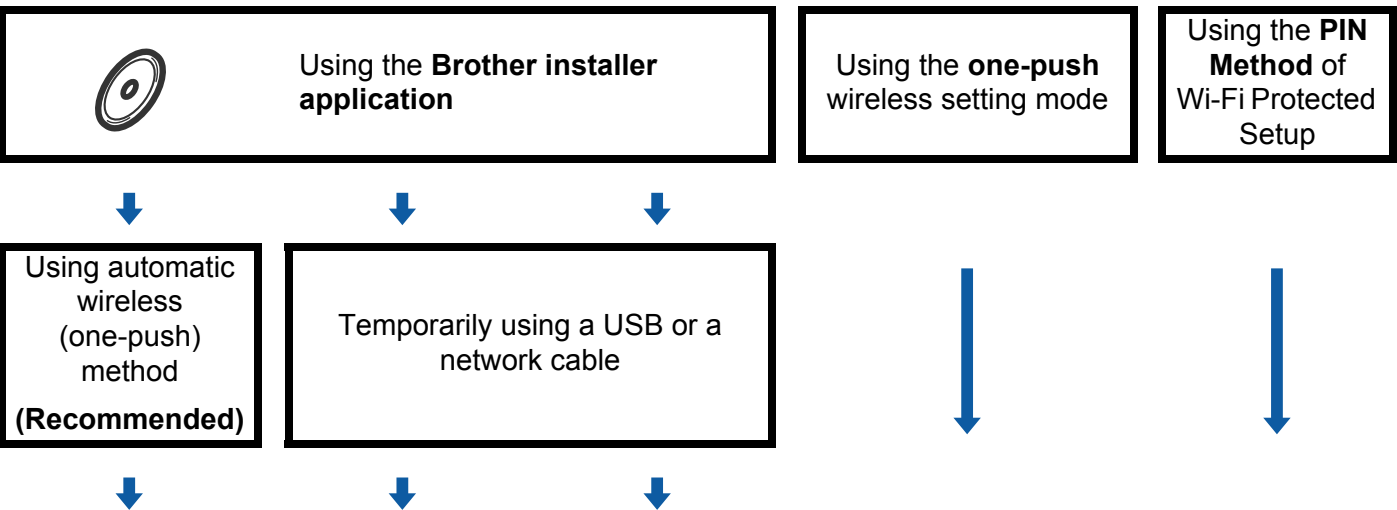 Using the Brother installer
application
Using the one-push
wireless setting mode
Using the PIN
Method of
Wi-Fi Protected
Setup
Using automatic
wireless
(one-push)
method
(Recommended)
Temporarily using a USB or a
network cable